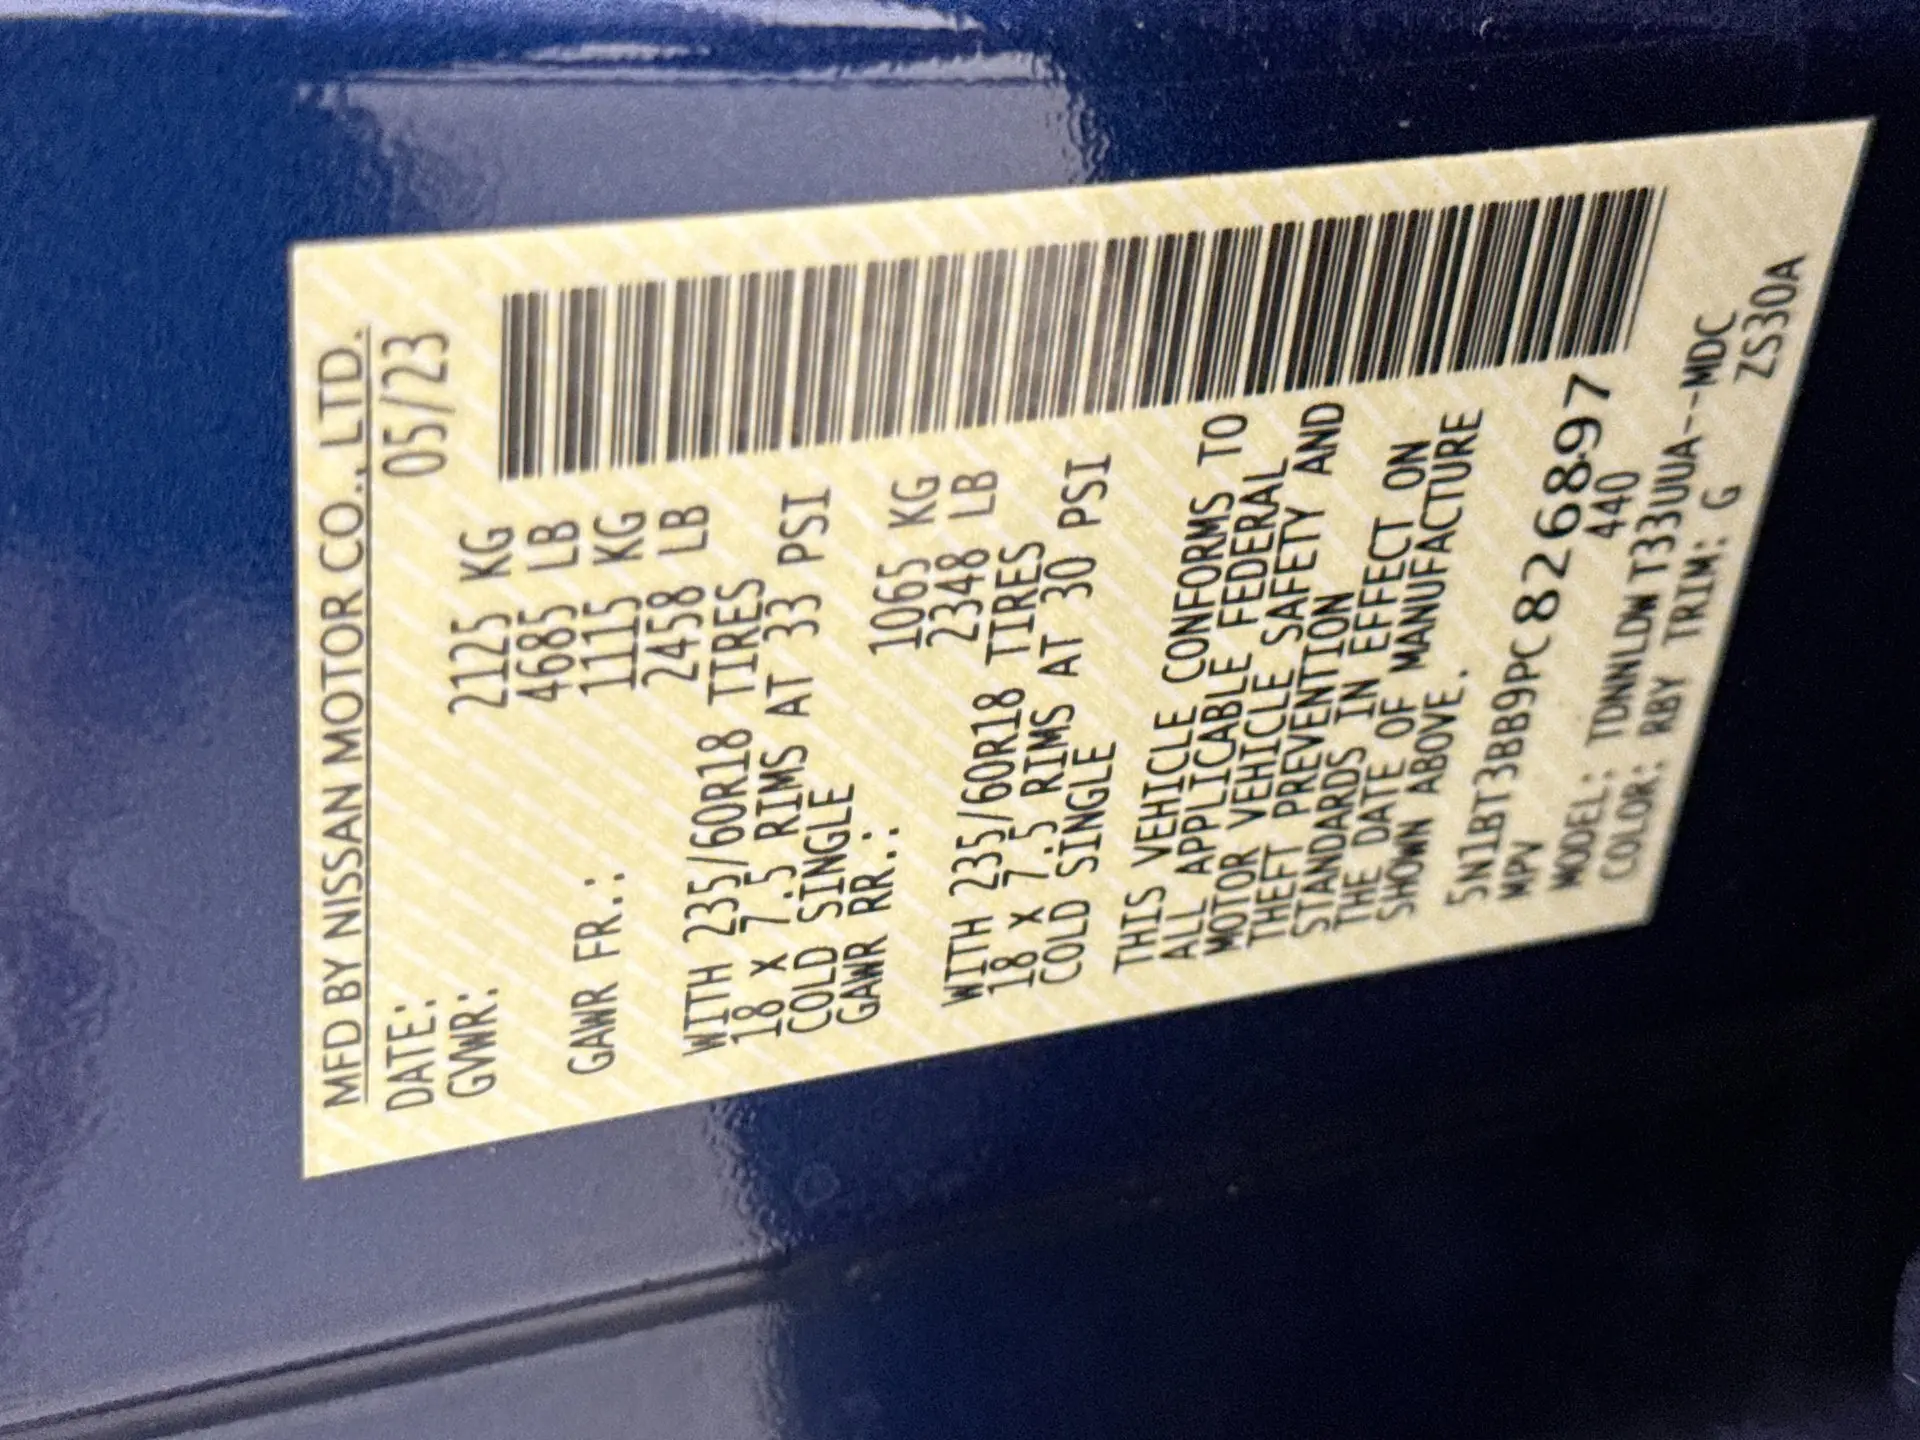 MFD BY NISSAN MOTOR CO., LTD.
DATE: 05/23
GVWR: 2125 KG
4685 LB
GAWR FR.: 1115 KG
2458 LB
WITH 235/60R18 TIRES
18 x 7.5 RIMS AT 33 PSI
COLD SINGLE
GAWR RR.: 1065 KG
2348 LB
WITH 235/60R18 TIRES
18 x 7.5 RIMS AT 30 PSI
COLD SINGLE
THIS VEHICLE CONFORMS TO
ALL APPLICABLE FEDERAL
MOTOR VEHICLE SAFETY AND
THEFT PREVENTION
STANDARDS IN EFFECT ON
THE DATE OF MANUFACTURE
SHOWN ABOVE.
5N1BT3BB9PC826897
MPV 440
MODEL: TDNNLDW T33UUA--MDC
COLOR: RBY TRIM: G
ZS30A